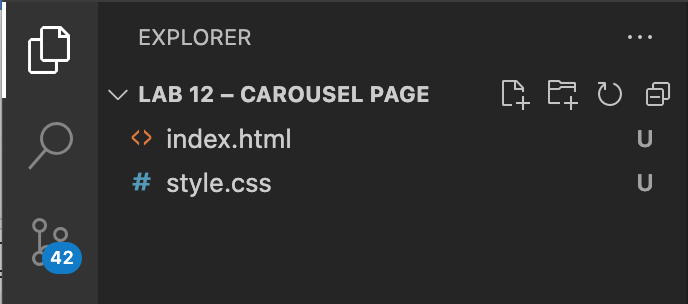 EXPLORER
LAB 12 – CAROUSEL PAGE
<> index.html U
# style.css U
42